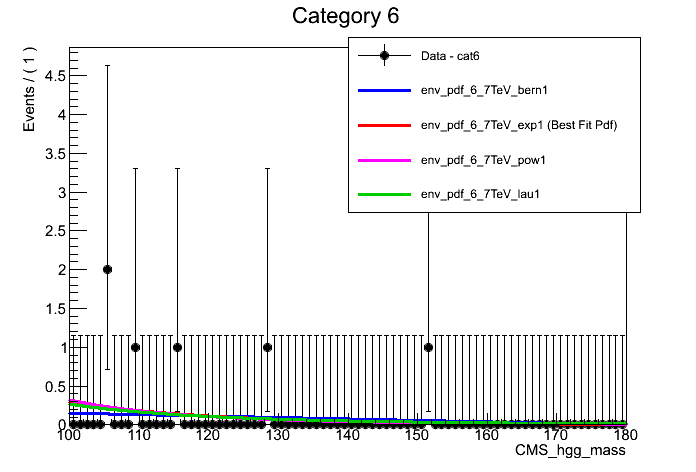 Category 6
Events / ( 1 )
4.5
4
3.5
3
2.5
2
1.5
1
0.5
0
Data - cat6
env_pdf_6_7TeV_bern1
env_pdf_6_7TeV_exp1 (Best Fit Pdf)
env_pdf_6_7TeV_pow1
env_pdf_6_7TeV_lau1
100 110 120 130 140 150 160 170 180
CMS_hgg_mass